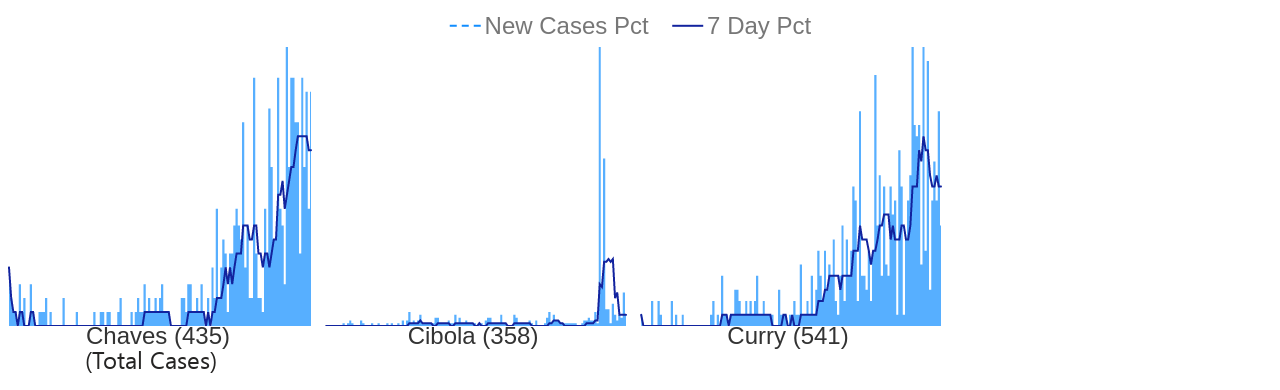 New Cases Pct 7 Day Pct
Chaves (435) Cibola (358) Curry (541)
(Total Cases)